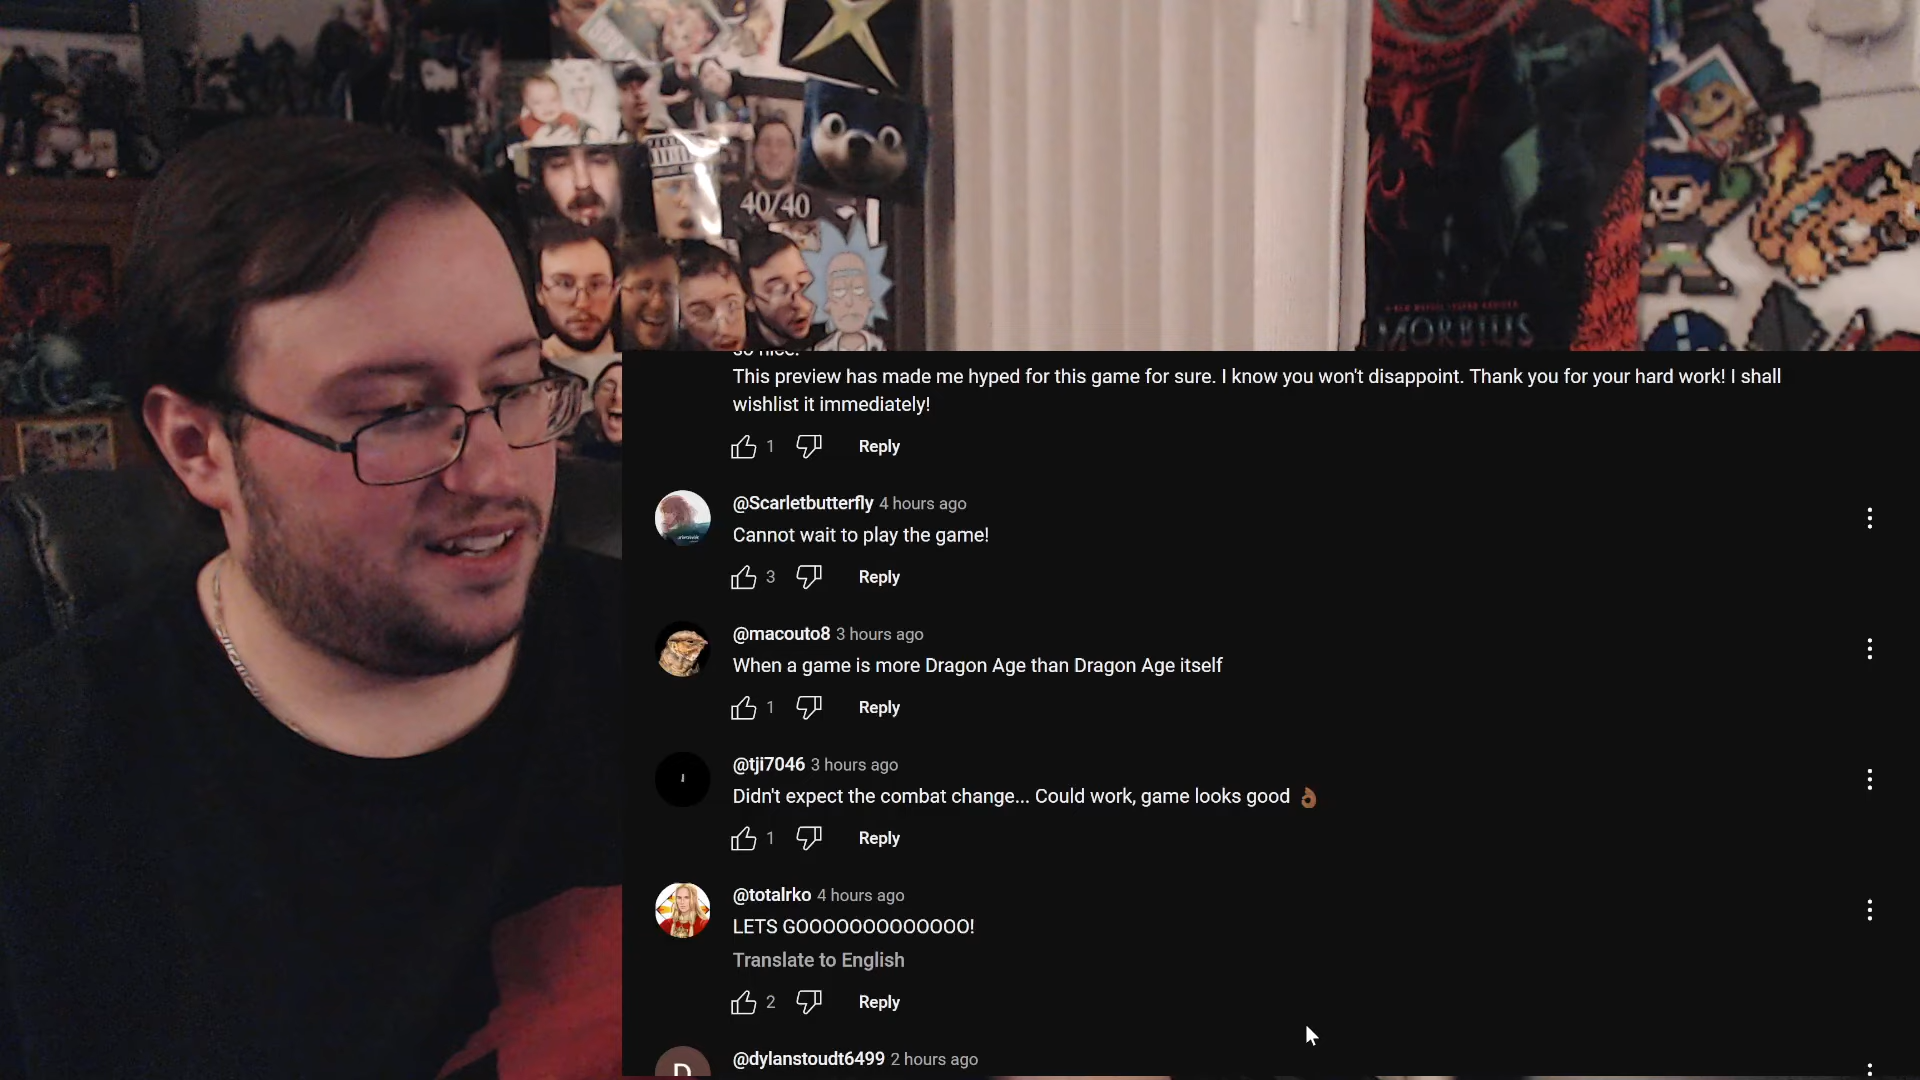 40/40
MORBIUS
so nice.
This preview has made me hyped for this game for sure. I know you won't disappoint. Thank you for your hard work! I shall
wishlist it immediately!
1 Reply
@Scarletbutterfly 4 hours ago
Cannot wait to play the game!
3 Reply
@macouto8 3 hours ago
When a game is more Dragon Age than Dragon Age itself
1 Reply
@tji7046 3 hours ago
Didn't expect the combat change... Could work, game looks good 👌🏾
1 Reply
@totalrko 4 hours ago
LETS GOOOOOOOOOOOOO!
Translate to English
2 Reply
D
@dylanstoudt6499 2 hours ago